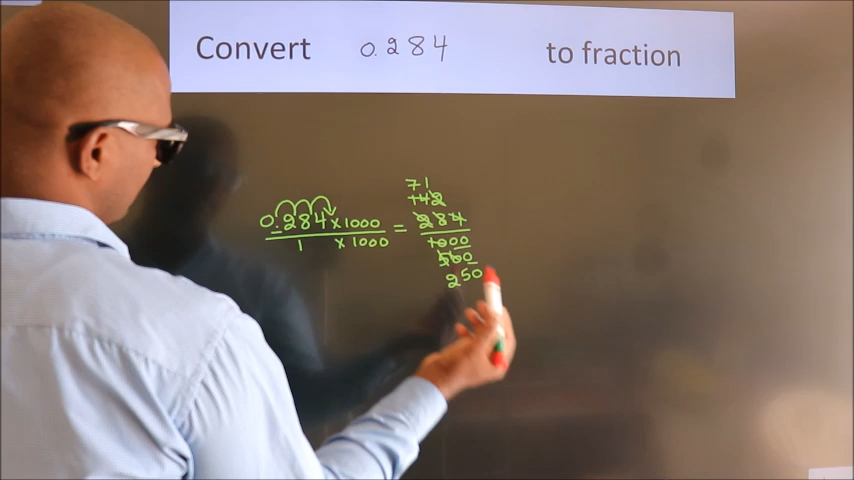 Convert 0.284 to fraction
71
142
0.284 x 1000 = 284
1 x 1000 1000
500
250